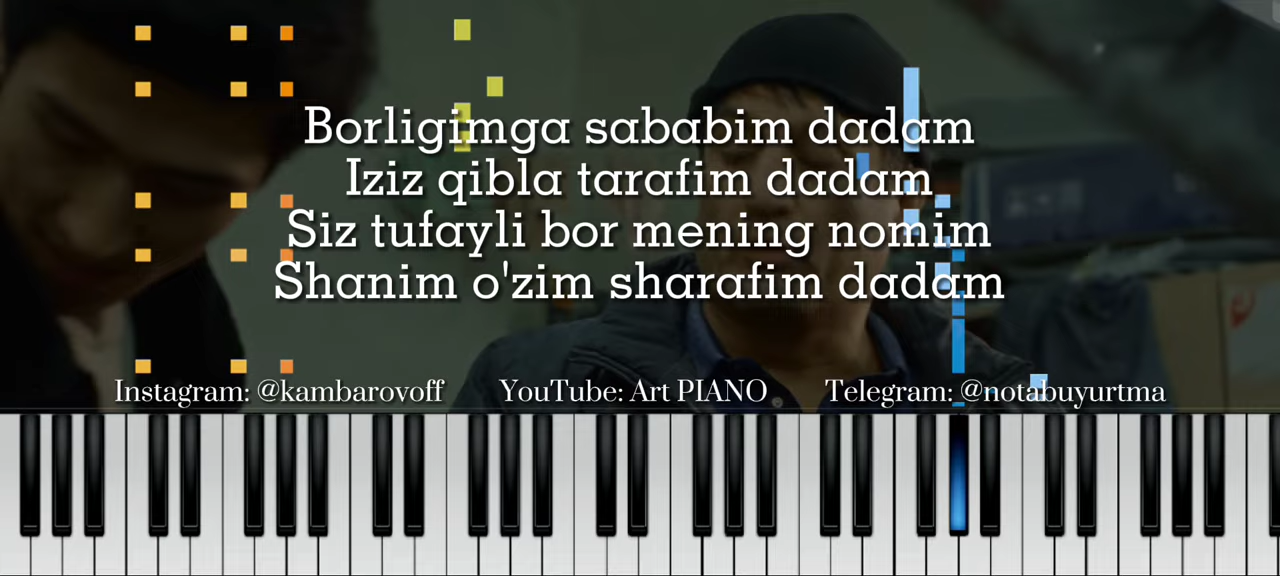 Borligimga sababim dadam
Iziz qibla tarafim dadam
Siz tufayli bor mening nomim
Shanim o'zim sharafim dadam
Instagram: @kambarovoff YouTube: Art PIANO Telegram: @notabuyurtma